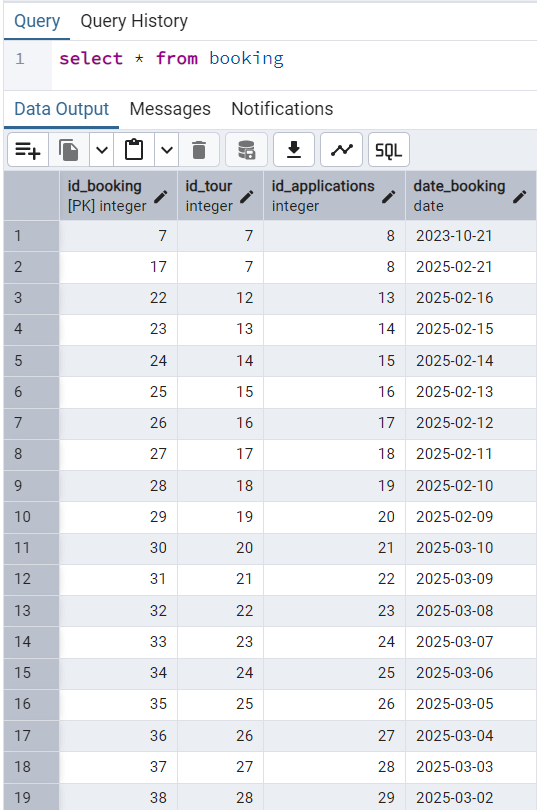 Query Query History
1 select * from booking
Data Output Messages Notifications
SQL
id_booking id_tour id_applications date_booking
[PK] integer integer integer date
1 7 7 8 2023-10-21
2 17 7 8 2025-02-21
3 22 12 13 2025-02-16
4 23 13 14 2025-02-15
5 24 14 15 2025-02-14
6 25 15 16 2025-02-13
7 26 16 17 2025-02-12
8 27 17 18 2025-02-11
9 28 18 19 2025-02-10
10 29 19 20 2025-02-09
11 30 20 21 2025-03-10
12 31 21 22 2025-03-09
13 32 22 23 2025-03-08
14 33 23 24 2025-03-07
15 34 24 25 2025-03-06
16 35 25 26 2025-03-05
17 36 26 27 2025-03-04
18 37 27 28 2025-03-03
19 38 28 29 2025-03-02